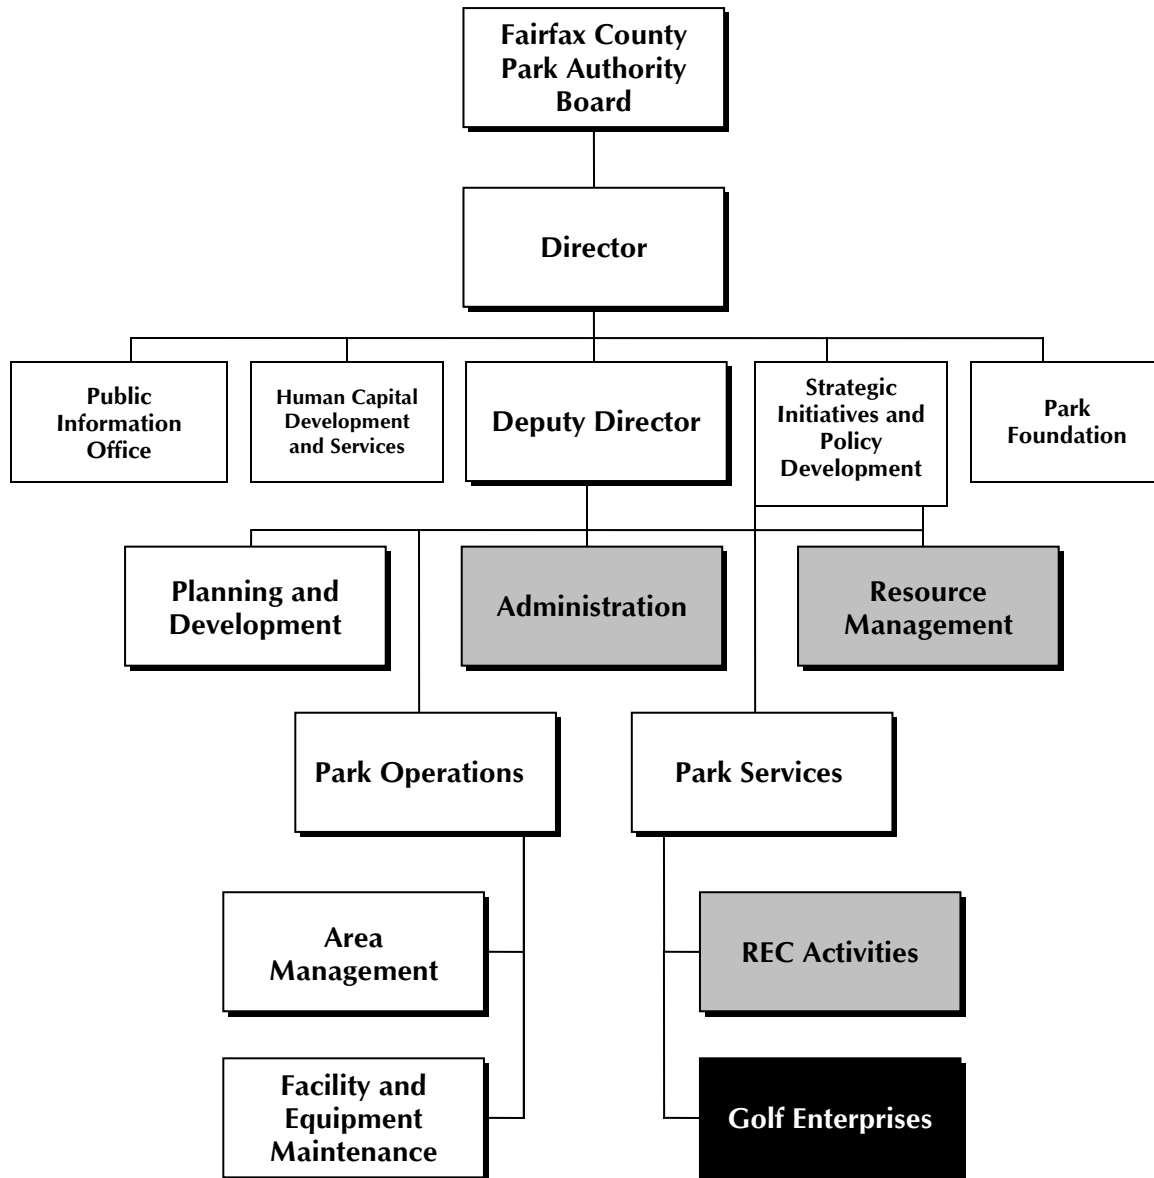 Fairfax County
Park Authority
Board
Director
Public
Information
Office
Human Capital
Development
and Services
Deputy Director
Strategic
Initiatives and
Policy
Development
Park
Foundation
Planning and
Development
Administration
Resource
Management
Park Operations
Park Services
Area
Management
REC Activities
Facility and
Equipment
Maintenance
Golf Enterprises